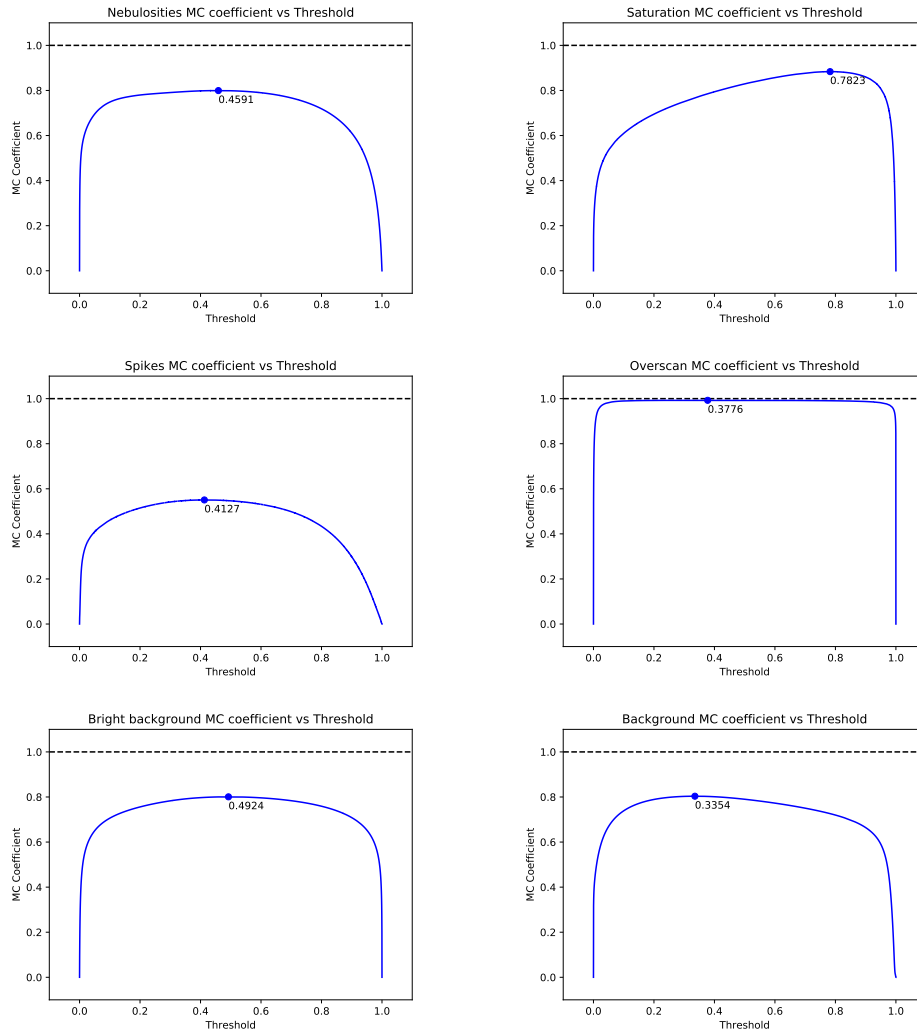 Nebulosities MC coefficient vs Threshold
1.0
0.8
0.6
0.4
0.2
0.0
MC Coefficient
0.4591
0.0 0.2 0.4 0.6 0.8 1.0
Threshold
Saturation MC coefficient vs Threshold
1.0
0.8
0.6
0.4
0.2
0.0
MC Coefficient
0.7823
0.0 0.2 0.4 0.6 0.8 1.0
Threshold
Spikes MC coefficient vs Threshold
1.0
0.8
0.6
0.4
0.2
0.0
MC Coefficient
0.4127
0.0 0.2 0.4 0.6 0.8 1.0
Threshold
Overscan MC coefficient vs Threshold
1.0
0.8
0.6
0.4
0.2
0.0
MC Coefficient
0.3776
0.0 0.2 0.4 0.6 0.8 1.0
Threshold
Bright background MC coefficient vs Threshold
1.0
0.8
0.6
0.4
0.2
0.0
MC Coefficient
0.4924
0.0 0.2 0.4 0.6 0.8 1.0
Threshold
Background MC coefficient vs Threshold
1.0
0.8
0.6
0.4
0.2
0.0
MC Coefficient
0.3354
0.0 0.2 0.4 0.6 0.8 1.0
Threshold